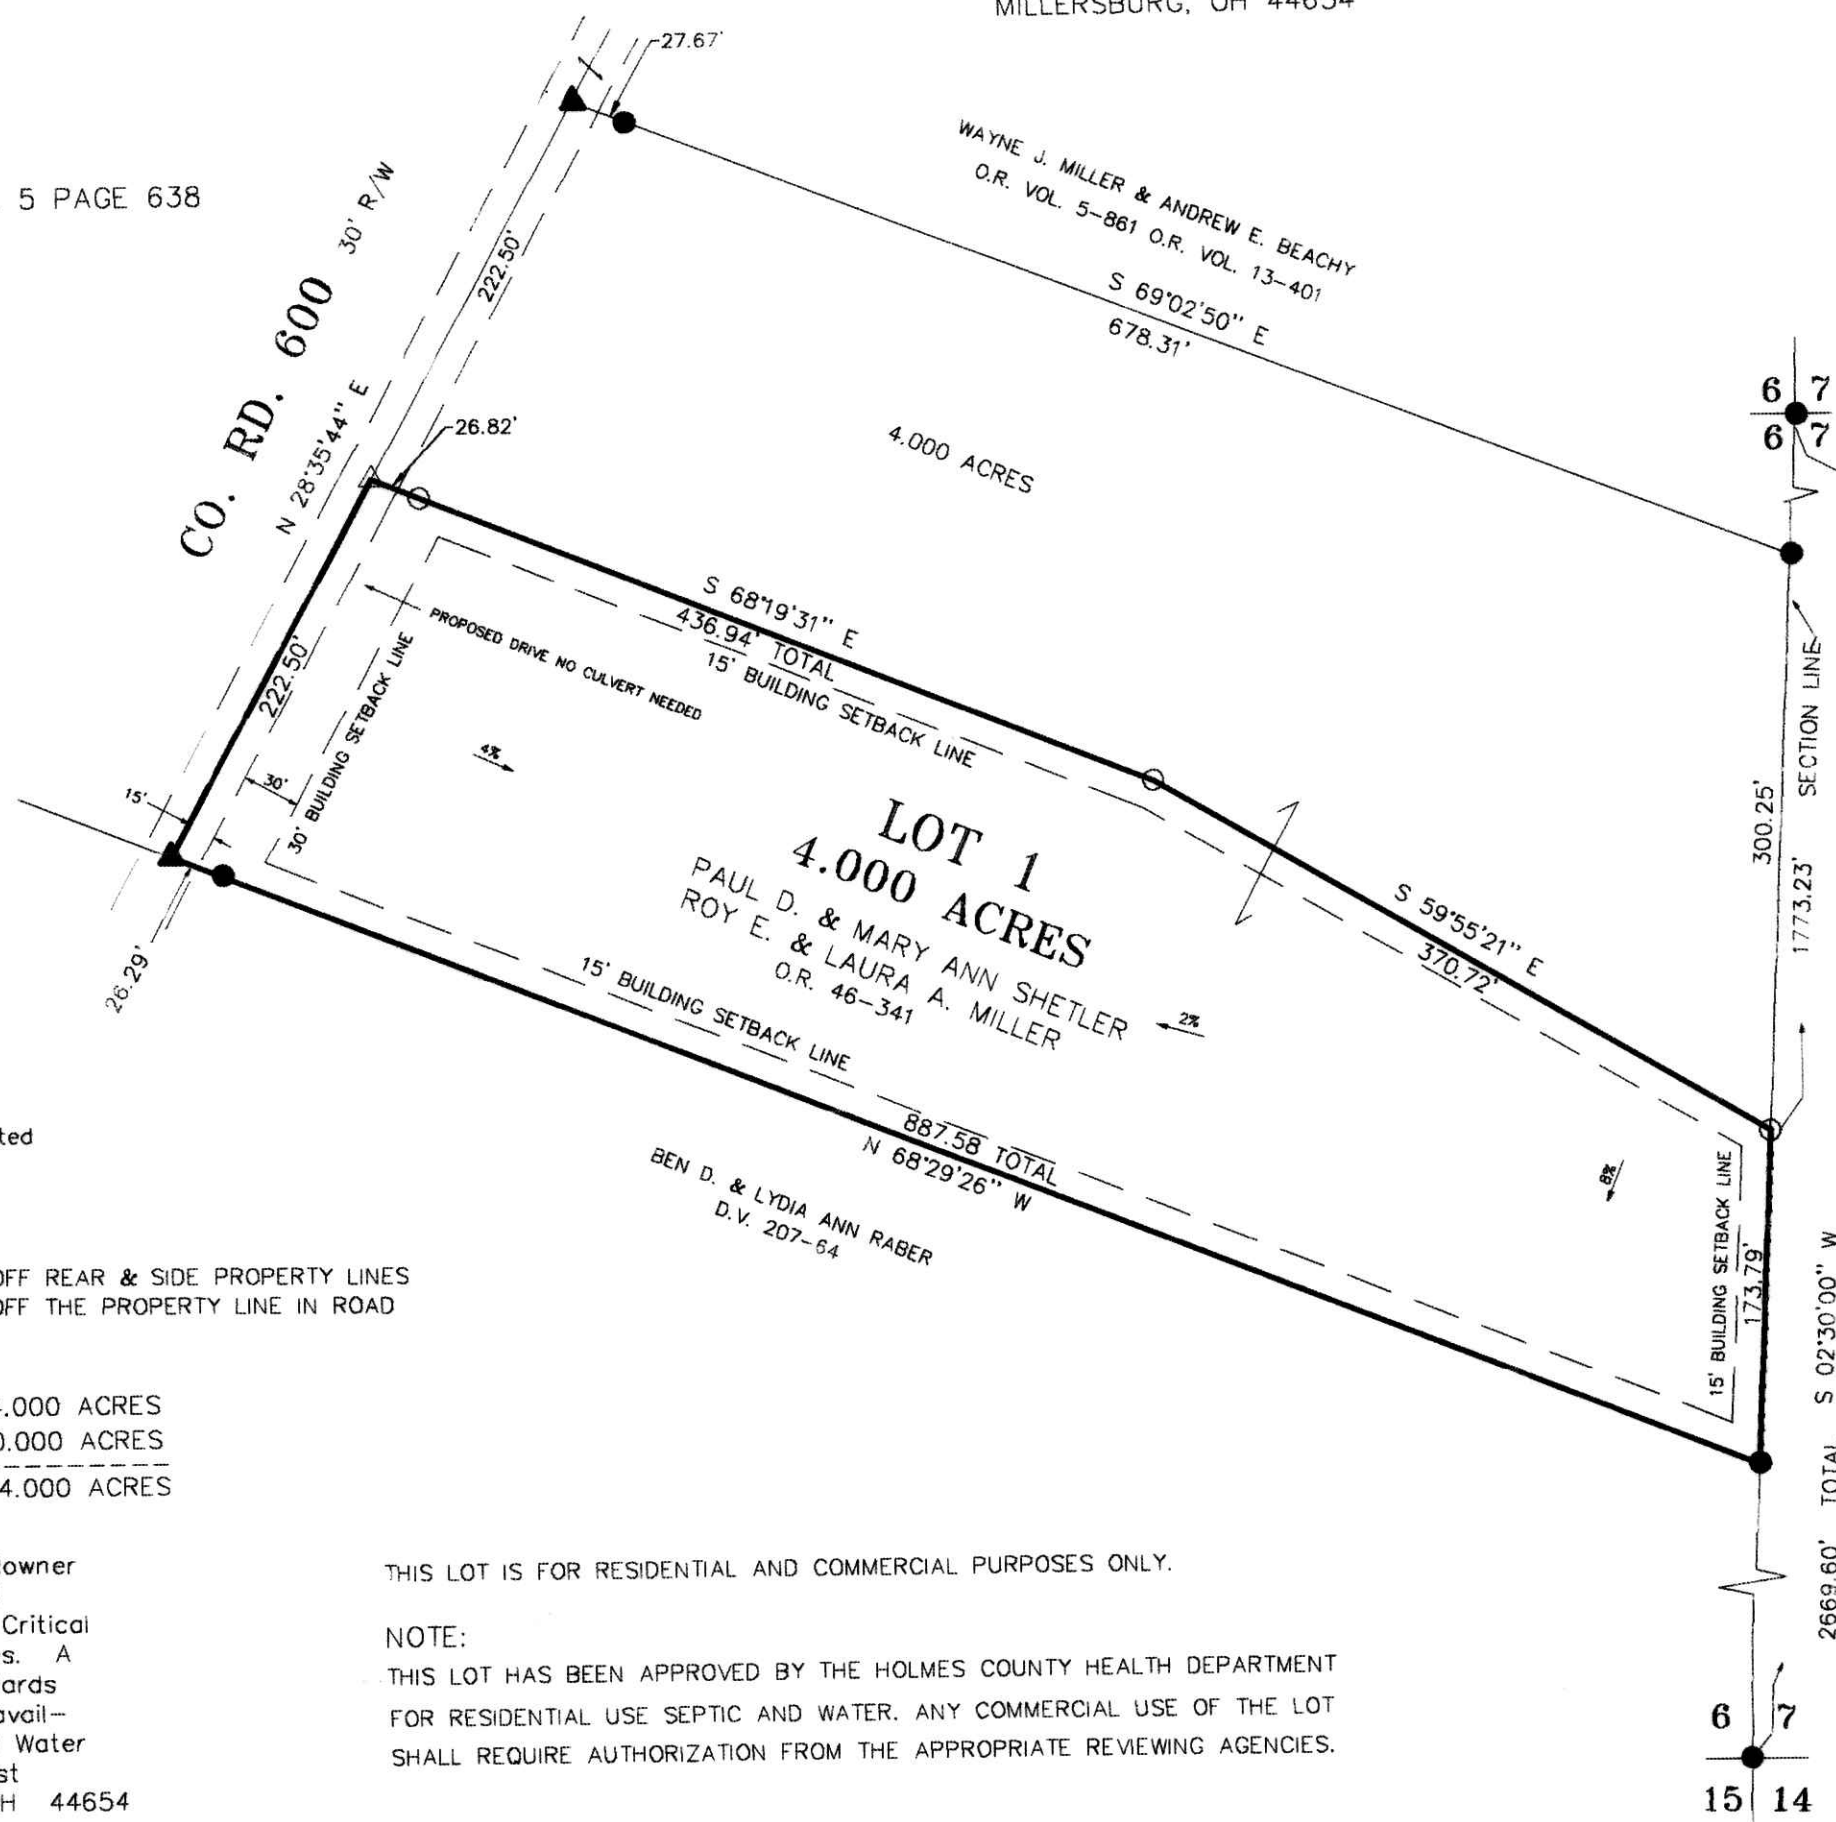 MILLERSBURG, OH 44654
27.67'
5 PAGE 638
CO. RD. 600 30' R/W
222.50'
N 28°35'44" E
26.82'
WAYNE J. MILLER & ANDREW E. BEACHY
O.R. VOL. 5-861 O.R. VOL. 13-401
S 69°02'50" E
678.31'
4.000 ACRES
6 7
6 7
SECTION LINE
300.25'
1773.23'
S 68°19'31" E
436.94' TOTAL
15' BUILDING SETBACK LINE
PROPOSED DRIVE NO CULVERT NEEDED
222.50'
30' BUILDING SETBACK LINE
30'
15'
4%
26.29'
LOT 1
4.000 ACRES
PAUL D. & MARY ANN SHETLER
ROY E. & LAURA A. MILLER
O.R. 46-341
2%
S 59°55'21" E
370.72'
15' BUILDING SETBACK LINE
887.58 TOTAL
N 68°29'26" W
8%
15' BUILDING SETBACK LINE
173.79'
BEN D. & LYDIA ANN RABER
D.V. 207-64
2669.60' TOTAL S 02°30'00" W
ted
OFF REAR & SIDE PROPERTY LINES
OFF THE PROPERTY LINE IN ROAD
.000 ACRES
0.000 ACRES
4.000 ACRES
owner
Critical
s. A
ards
avail-
Water
st
H 44654
THIS LOT IS FOR RESIDENTIAL AND COMMERCIAL PURPOSES ONLY.
NOTE:
THIS LOT HAS BEEN APPROVED BY THE HOLMES COUNTY HEALTH DEPARTMENT
FOR RESIDENTIAL USE SEPTIC AND WATER. ANY COMMERCIAL USE OF THE LOT
SHALL REQUIRE AUTHORIZATION FROM THE APPROPRIATE REVIEWING AGENCIES.
6 7
15 14